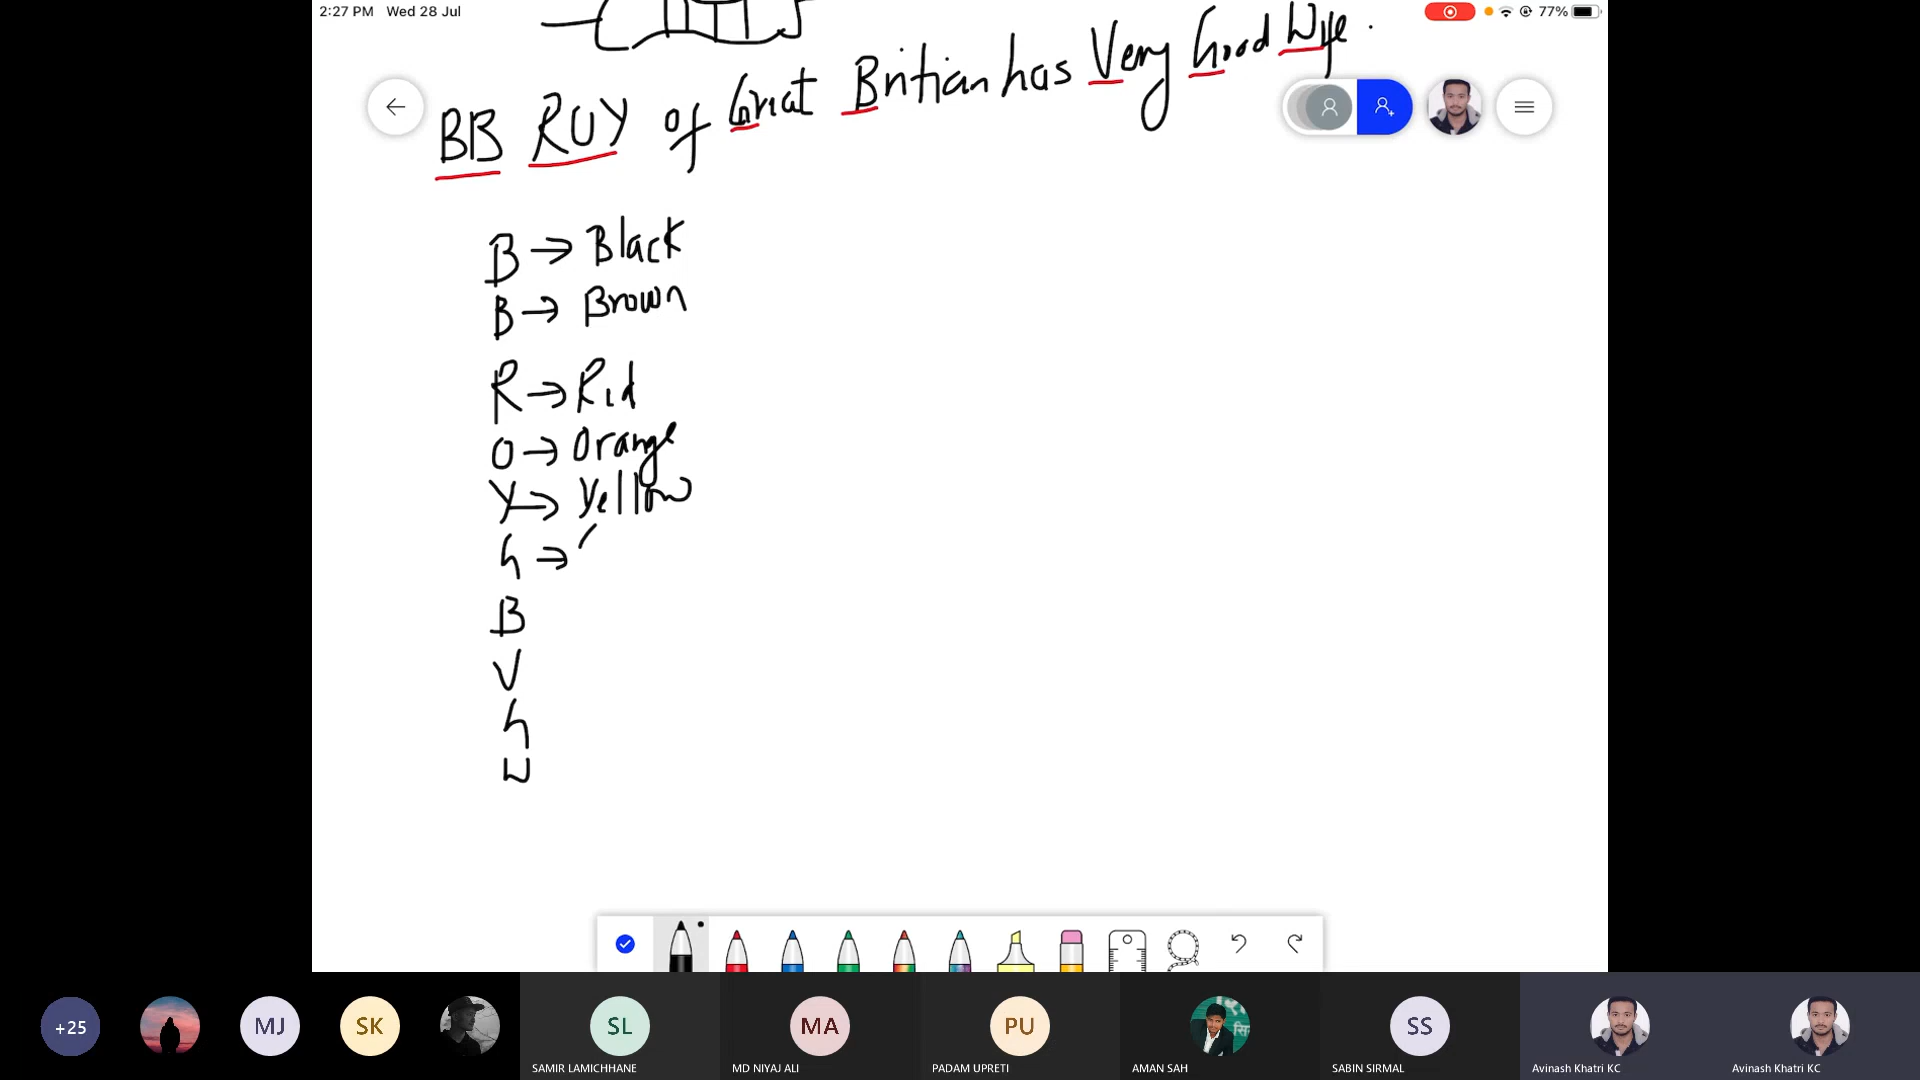 2:27 PM Wed 28 Jul
77%
BB ROY of Great Britian has Very Good Wife.
B → Black
B → Brown
R → Red
O → Orange
Y → Yellow
G →
B
V
G
W
+25
MJ
SK
SL
MA
PU
SS
SAMIR LAMICHHANE
MD NIYAJ ALI
PADAM UPRETI
AMAN SAH
SABIN SIRMAL
Avinash Khatri KC
Avinash Khatri KC